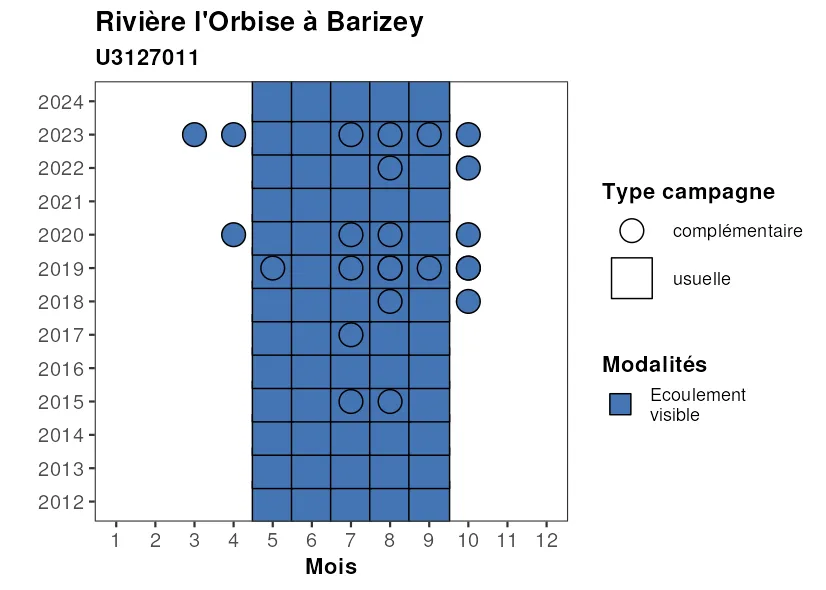 Rivière l'Orbise à Barizey
U3127011
2024
2023
2022
2021
2020
2019
2018
2017
2016
2015
2014
2013
2012
1 2 3 4 5 6 7 8 9 10 11 12
Mois
Type campagne
complémentaire
usuelle
Modalités
Ecoulement
visible